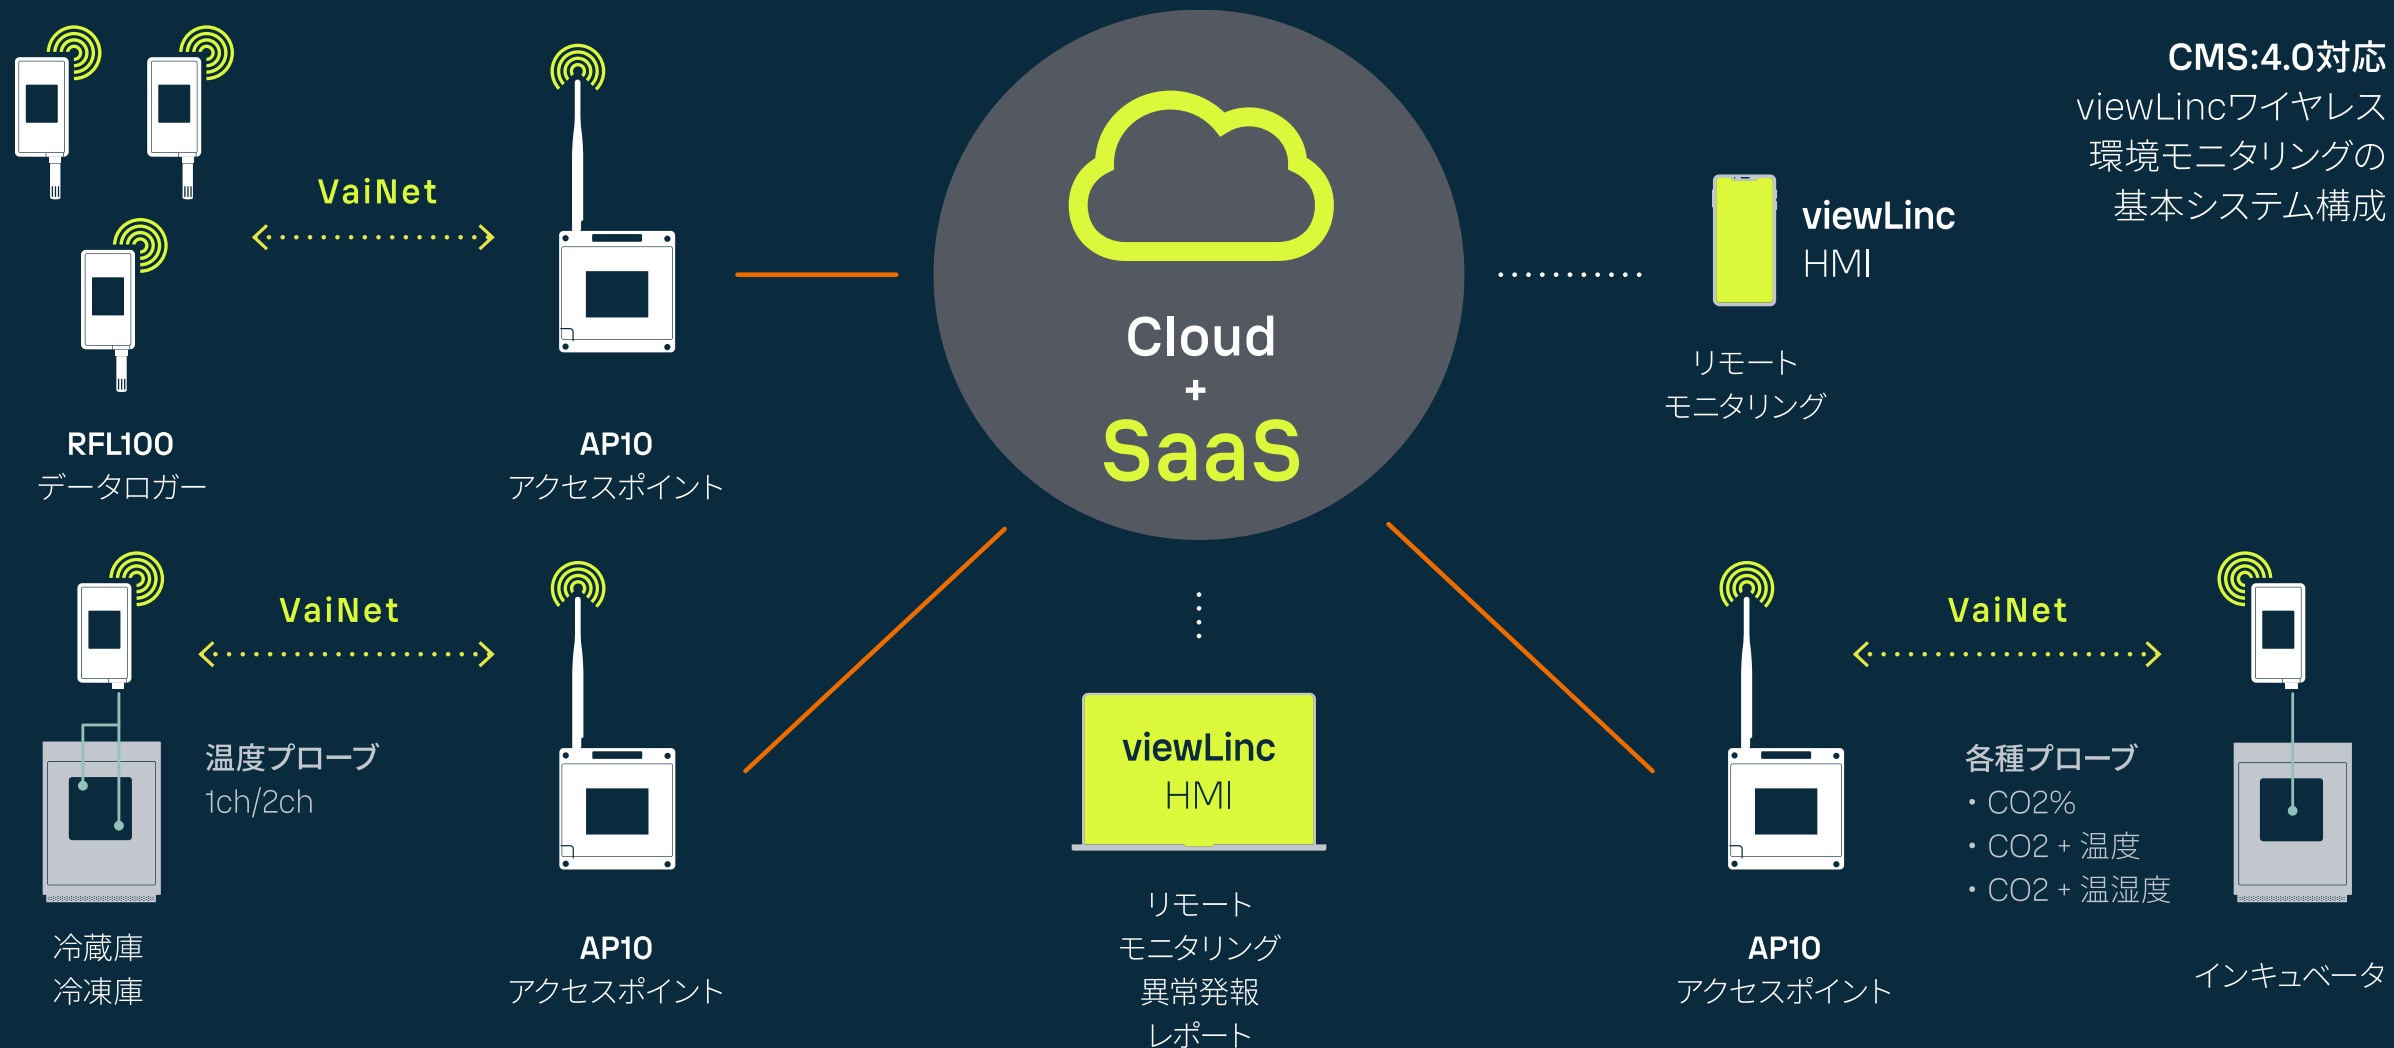 CMS:4.0対応
viewLincワイヤレス
環境モニタリングの
基本システム構成
VaiNet
RFL100
データロガー
AP10
アクセスポイント
Cloud
+
SaaS
viewLinc
HMI
リモート
モニタリング
VaiNet
温度プローブ
1ch/2ch
冷蔵庫
冷凍庫
AP10
アクセスポイント
viewLinc
HMI
リモート
モニタリング
異常発報
レポート
VaiNet
AP10
アクセスポイント
各種プローブ
・CO2%
・CO2 + 温度
・CO2 + 温湿度
インキュベータ